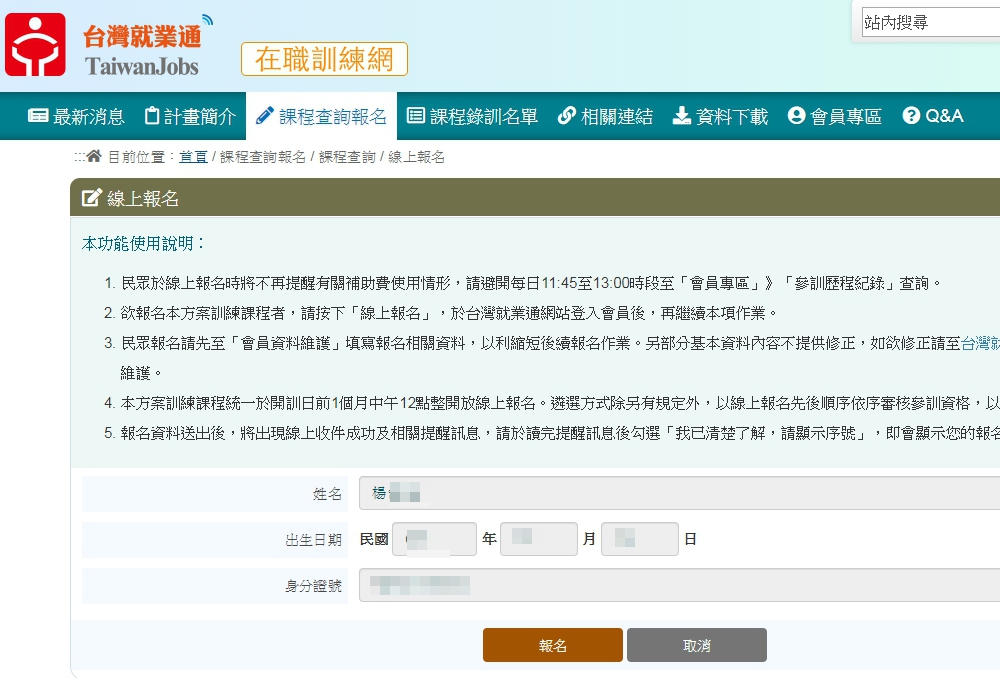 台灣就業通
TaiwanJobs
在職訓練網
站內搜尋
最新消息 計畫簡介 課程查詢報名 課程錄訓名單 相關連結 資料下載 會員專區 Q&A
:::目前位置：首頁 / 課程查詢報名 / 課程查詢 / 線上報名
線上報名
本功能使用說明：
1. 民眾於線上報名時將不再提醒有關補助費使用情形，請避開每日11:45至13:00時段至「會員專區」》「參訓歷程紀錄」查詢。
2. 欲報名本方案訓練課程者，請按下「線上報名」，於台灣就業通網站登入會員後，再繼續本項作業。
3. 民眾報名請先至「會員資料維護」填寫報名相關資料，以利縮短後續報名作業。另部分基本資料內容不提供修正，如欲修正請至台灣就
維護。
4. 本方案訓練課程統一於開訓日前1個月中午12點整開放線上報名。遴選方式除另有規定外，以線上報名先後順序依序審核參訓資格，以
5. 報名資料送出後，將出現線上收件成功及相關提醒訊息，請於讀完提醒訊息後勾選「我已清楚了解，請顯示序號」，即會顯示您的報名
姓名 楊
出生日期 民國 年 月 日
身分證號
報名 取消